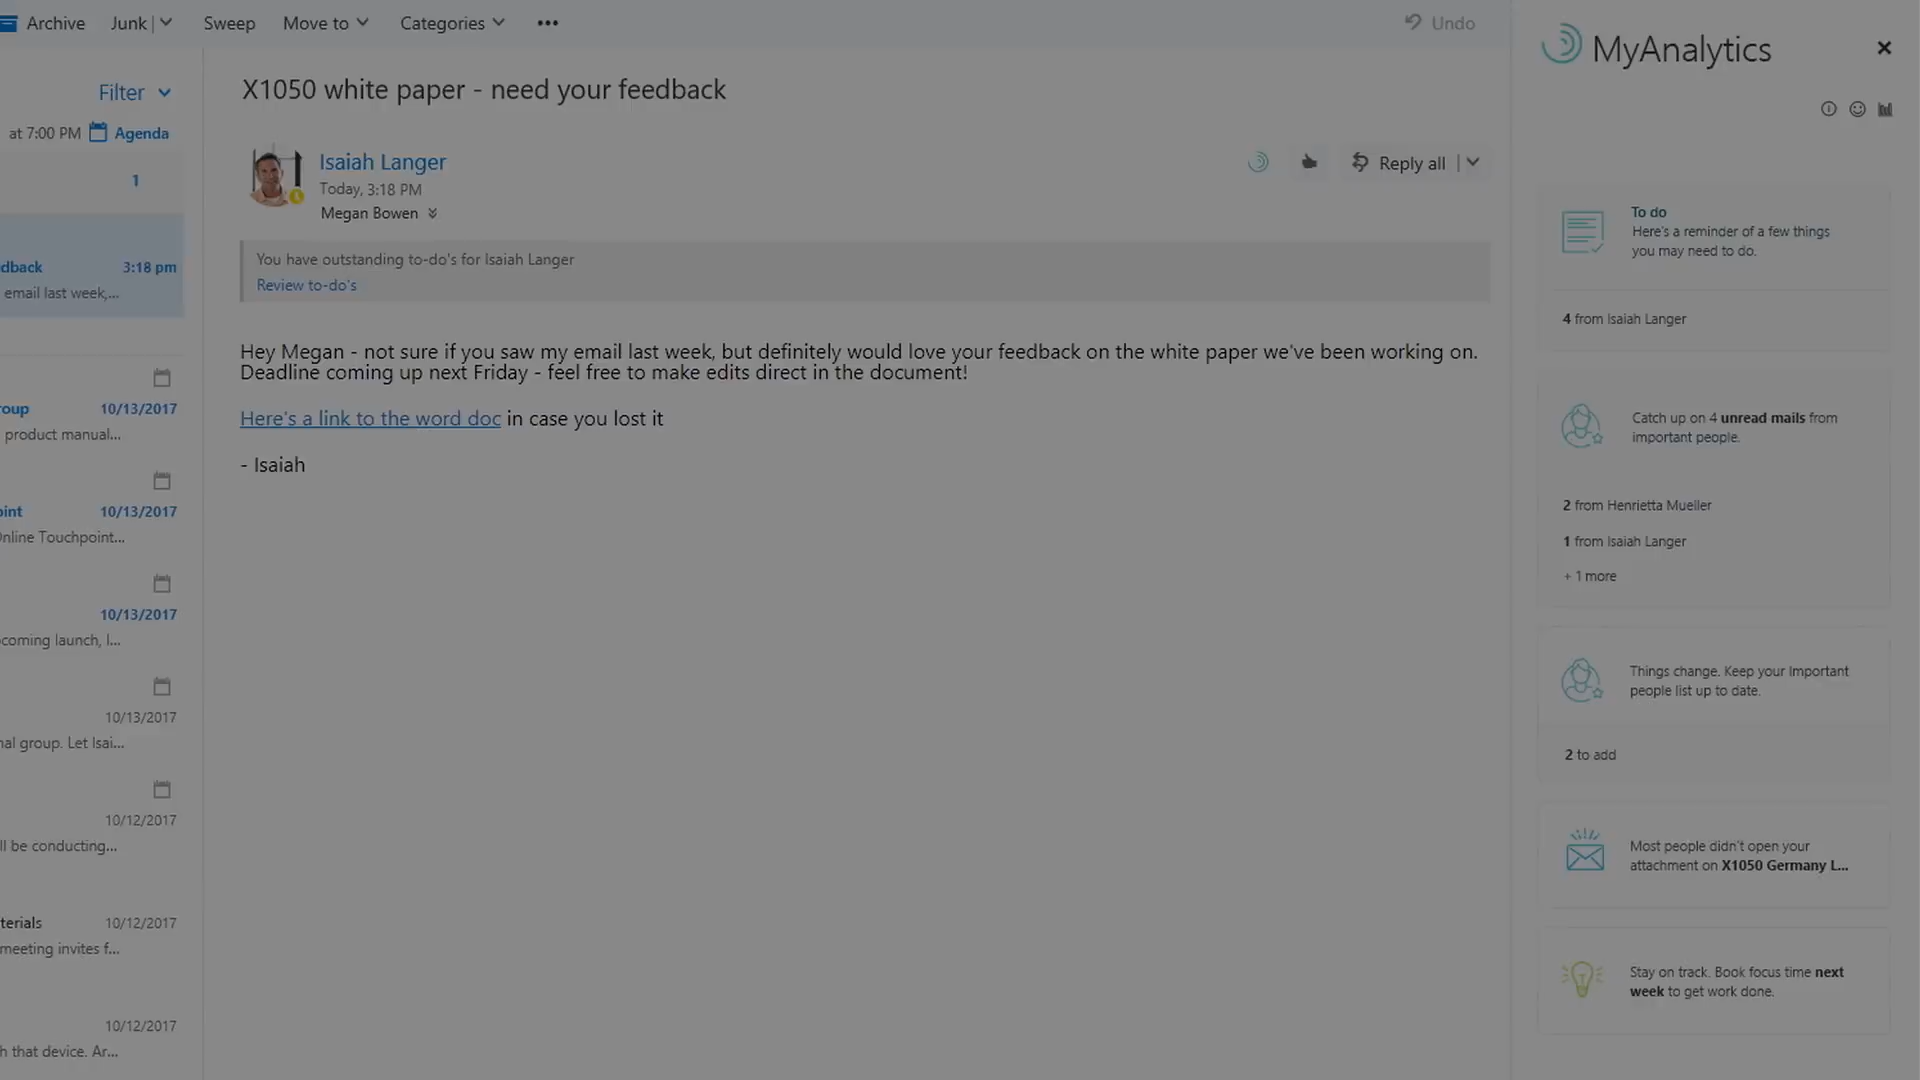 Archive Junk Sweep Move to Categories ••• Undo
Filter
at 7:00 PM Agenda
1
dback 3:18 pm
email last week,...
roup 10/13/2017
product manual...
oint 10/13/2017
Online Touchpoint...
10/13/2017
coming launch, I...
10/13/2017
nal group. Let Isai...
10/12/2017
ll be conducting...
terials 10/12/2017
meeting invites f...
10/12/2017
h that device. Ar...
X1050 white paper - need your feedback
Isaiah Langer
Today, 3:18 PM
Megan Bowen
Reply all
You have outstanding to-do's for Isaiah Langer
Review to-do's
Hey Megan - not sure if you saw my email last week, but definitely would love your feedback on the white paper we've been working on.
Deadline coming up next Friday - feel free to make edits direct in the document!
Here's a link to the word doc in case you lost it
- Isaiah
MyAnalytics
To do
Here's a reminder of a few things
you may need to do.
4 from Isaiah Langer
Catch up on 4 unread mails from
important people.
2 from Henrietta Mueller
1 from Isaiah Langer
+ 1 more
Things change. Keep your Important
people list up to date.
2 to add
Most people didn't open your
attachment on X1050 Germany L...
Stay on track. Book focus time next
week to get work done.